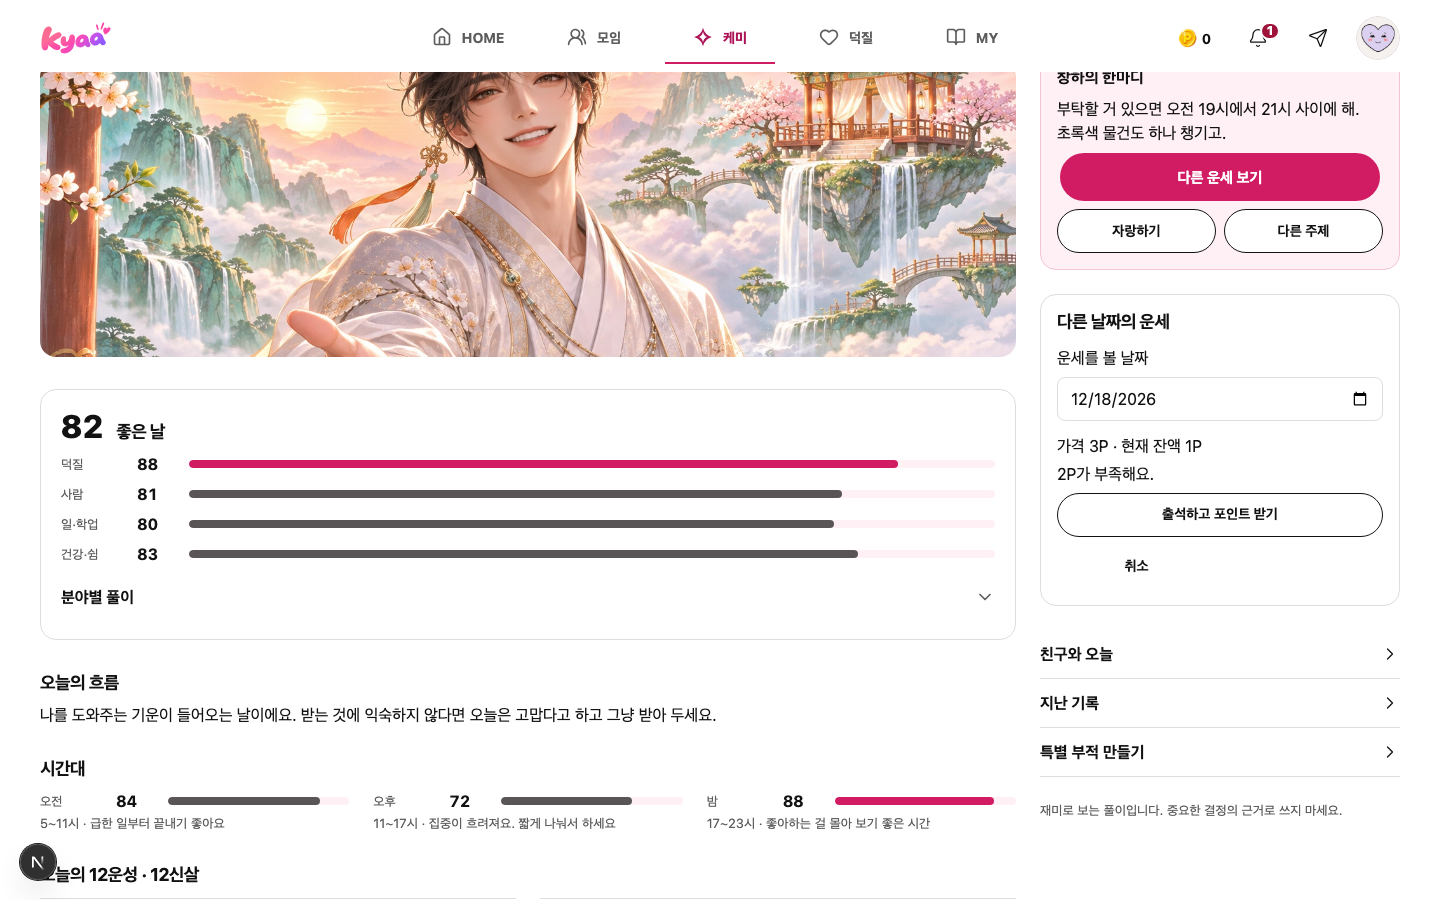 kyaa
HOME
모임
케미
덕질
MY
0
1
창하의 한마디
부탁할 거 있으면 오전 19시에서 21시 사이에 해.
초록색 물건도 하나 챙기고.
다른 운세 보기
자랑하기
다른 주제
82 좋은 날
덕질 88
사람 81
일·학업 80
건강·쉼 83
분야별 풀이
오늘의 흐름
나를 도와주는 기운이 들어오는 날이에요. 받는 것에 익숙하지 않다면 오늘은 고맙다고 하고 그냥 받아 두세요.
시간대
오전 84
5~11시 · 급한 일부터 끝내기 좋아요
오후 72
11~17시 · 집중이 흐려져요. 짧게 나눠서 하세요
밤 88
17~23시 · 좋아하는 걸 몰아 보기 좋은 시간
N
오늘의 12운성 · 12신살
다른 날짜의 운세
운세를 볼 날짜
12/18/2026
가격 3P · 현재 잔액 1P
2P가 부족해요.
출석하고 포인트 받기
취소
친구와 오늘
지난 기록
특별 부적 만들기
재미로 보는 풀이입니다. 중요한 결정의 근거로 쓰지 마세요.